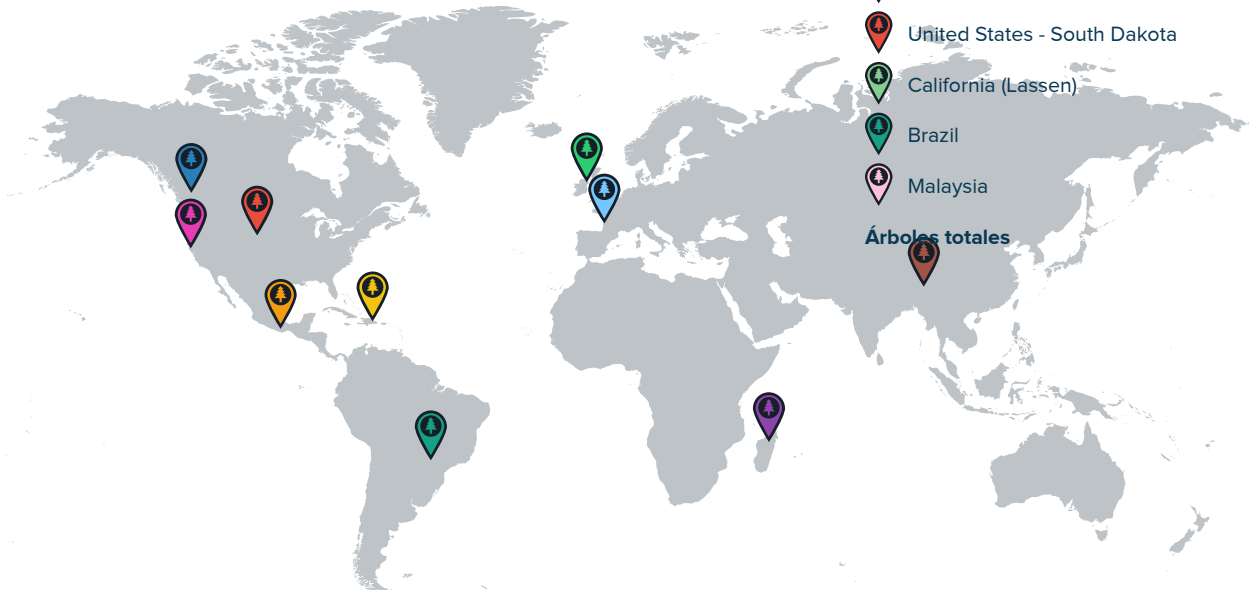 United States - South Dakota
California (Lassen)
Brazil
Malaysia
Árboles totales